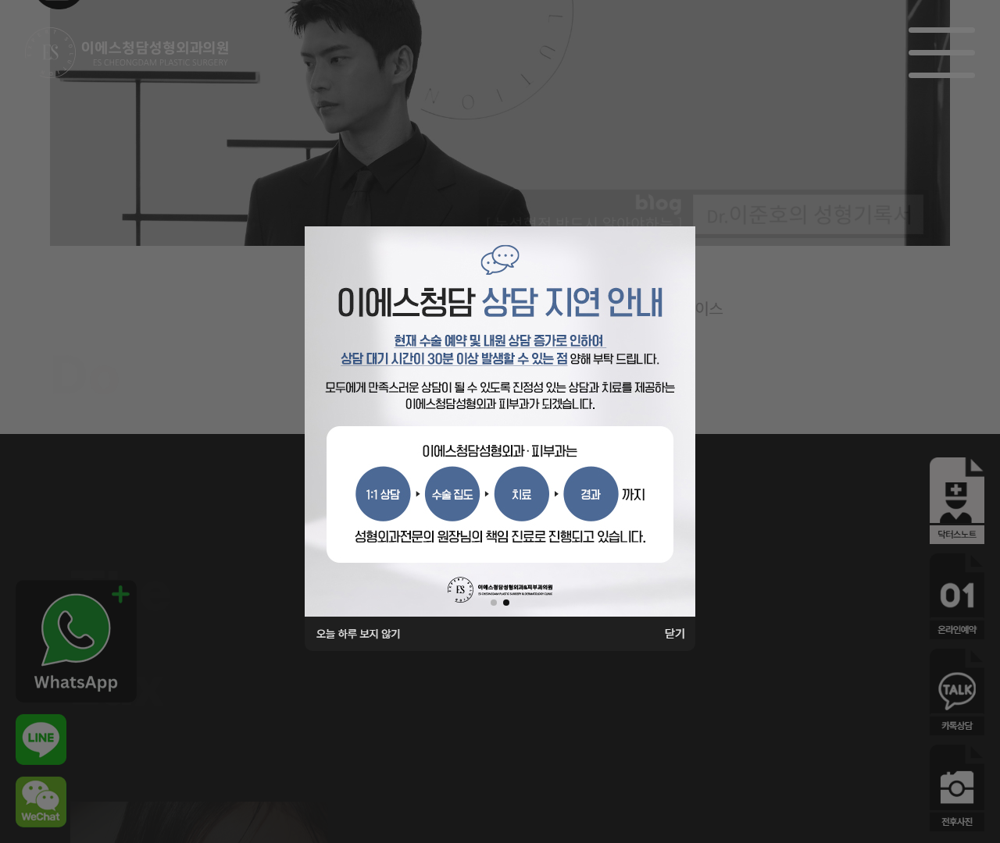 이에스청담성형외과의원
ES CHEONGDAM PLASTIC SURGERY
ES
U
T
I
O
N
blog
Dr.이준호의 성형기록서
이스
Do
이에스청담 상담 지연 안내
현재 수술 예약 및 내원 상담 증가로 인하여
상담 대기 시간이 30분 이상 발생할 수 있는 점 양해 부탁 드립니다.
모두에게 만족스러운 상담이 될 수 있도록 진정성 있는 상담과 치료를 제공하는
이에스청담성형외과 피부과가 되겠습니다.
이에스청담성형외과·피부과는
1:1 상담 수술 집도 치료 경과 까지
성형외과전문의 원장님의 책임 진료로 진행되고 있습니다.
ES
이에스청담성형외과&피부과의원
ES CHEONGDAM PLASTIC SURGERY & DERMATOLOGY CLINIC
오늘 하루 보지 않기 닫기
닥터스노트
01
온라인예약
TALK
카톡상담
전후사진
WhatsApp
LINE
WeChat